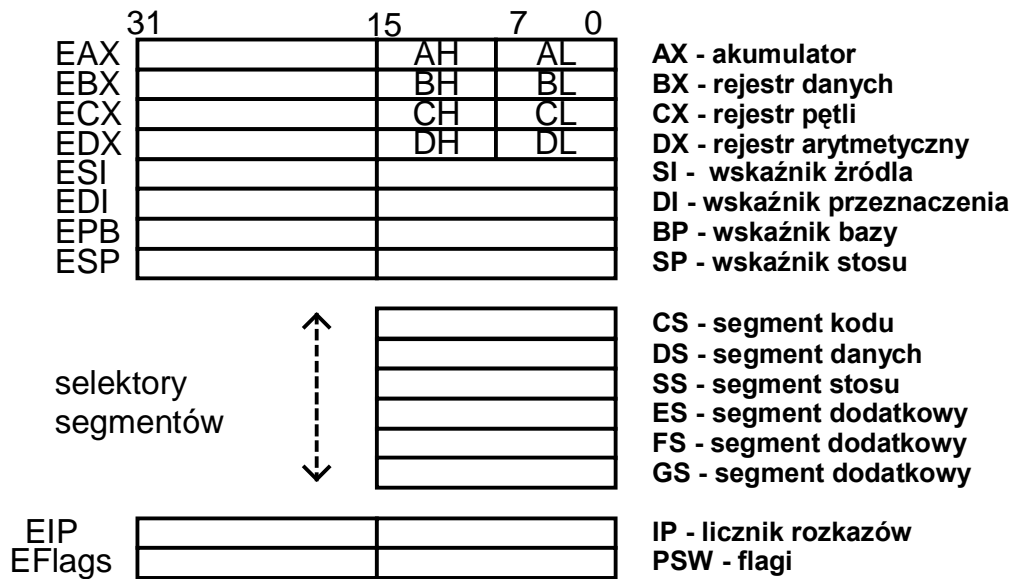 31 15 7 0
EAX AH AL AX - akumulator
EBX BH BL BX - rejestr danych
ECX CH CL CX - rejestr pętli
EDX DH DL DX - rejestr arytmetyczny
ESI SI - wskaźnik żródla
EDI DI - wskaźnik przeznaczenia
EPB BP - wskaźnik bazy
ESP SP - wskaźnik stosu
CS - segment kodu
DS - segment danych
selektory SS - segment stosu
segmentów ES - segment dodatkowy
FS - segment dodatkowy
GS - segment dodatkowy
EIP IP - licznik rozkazów
EFlags PSW - flagi